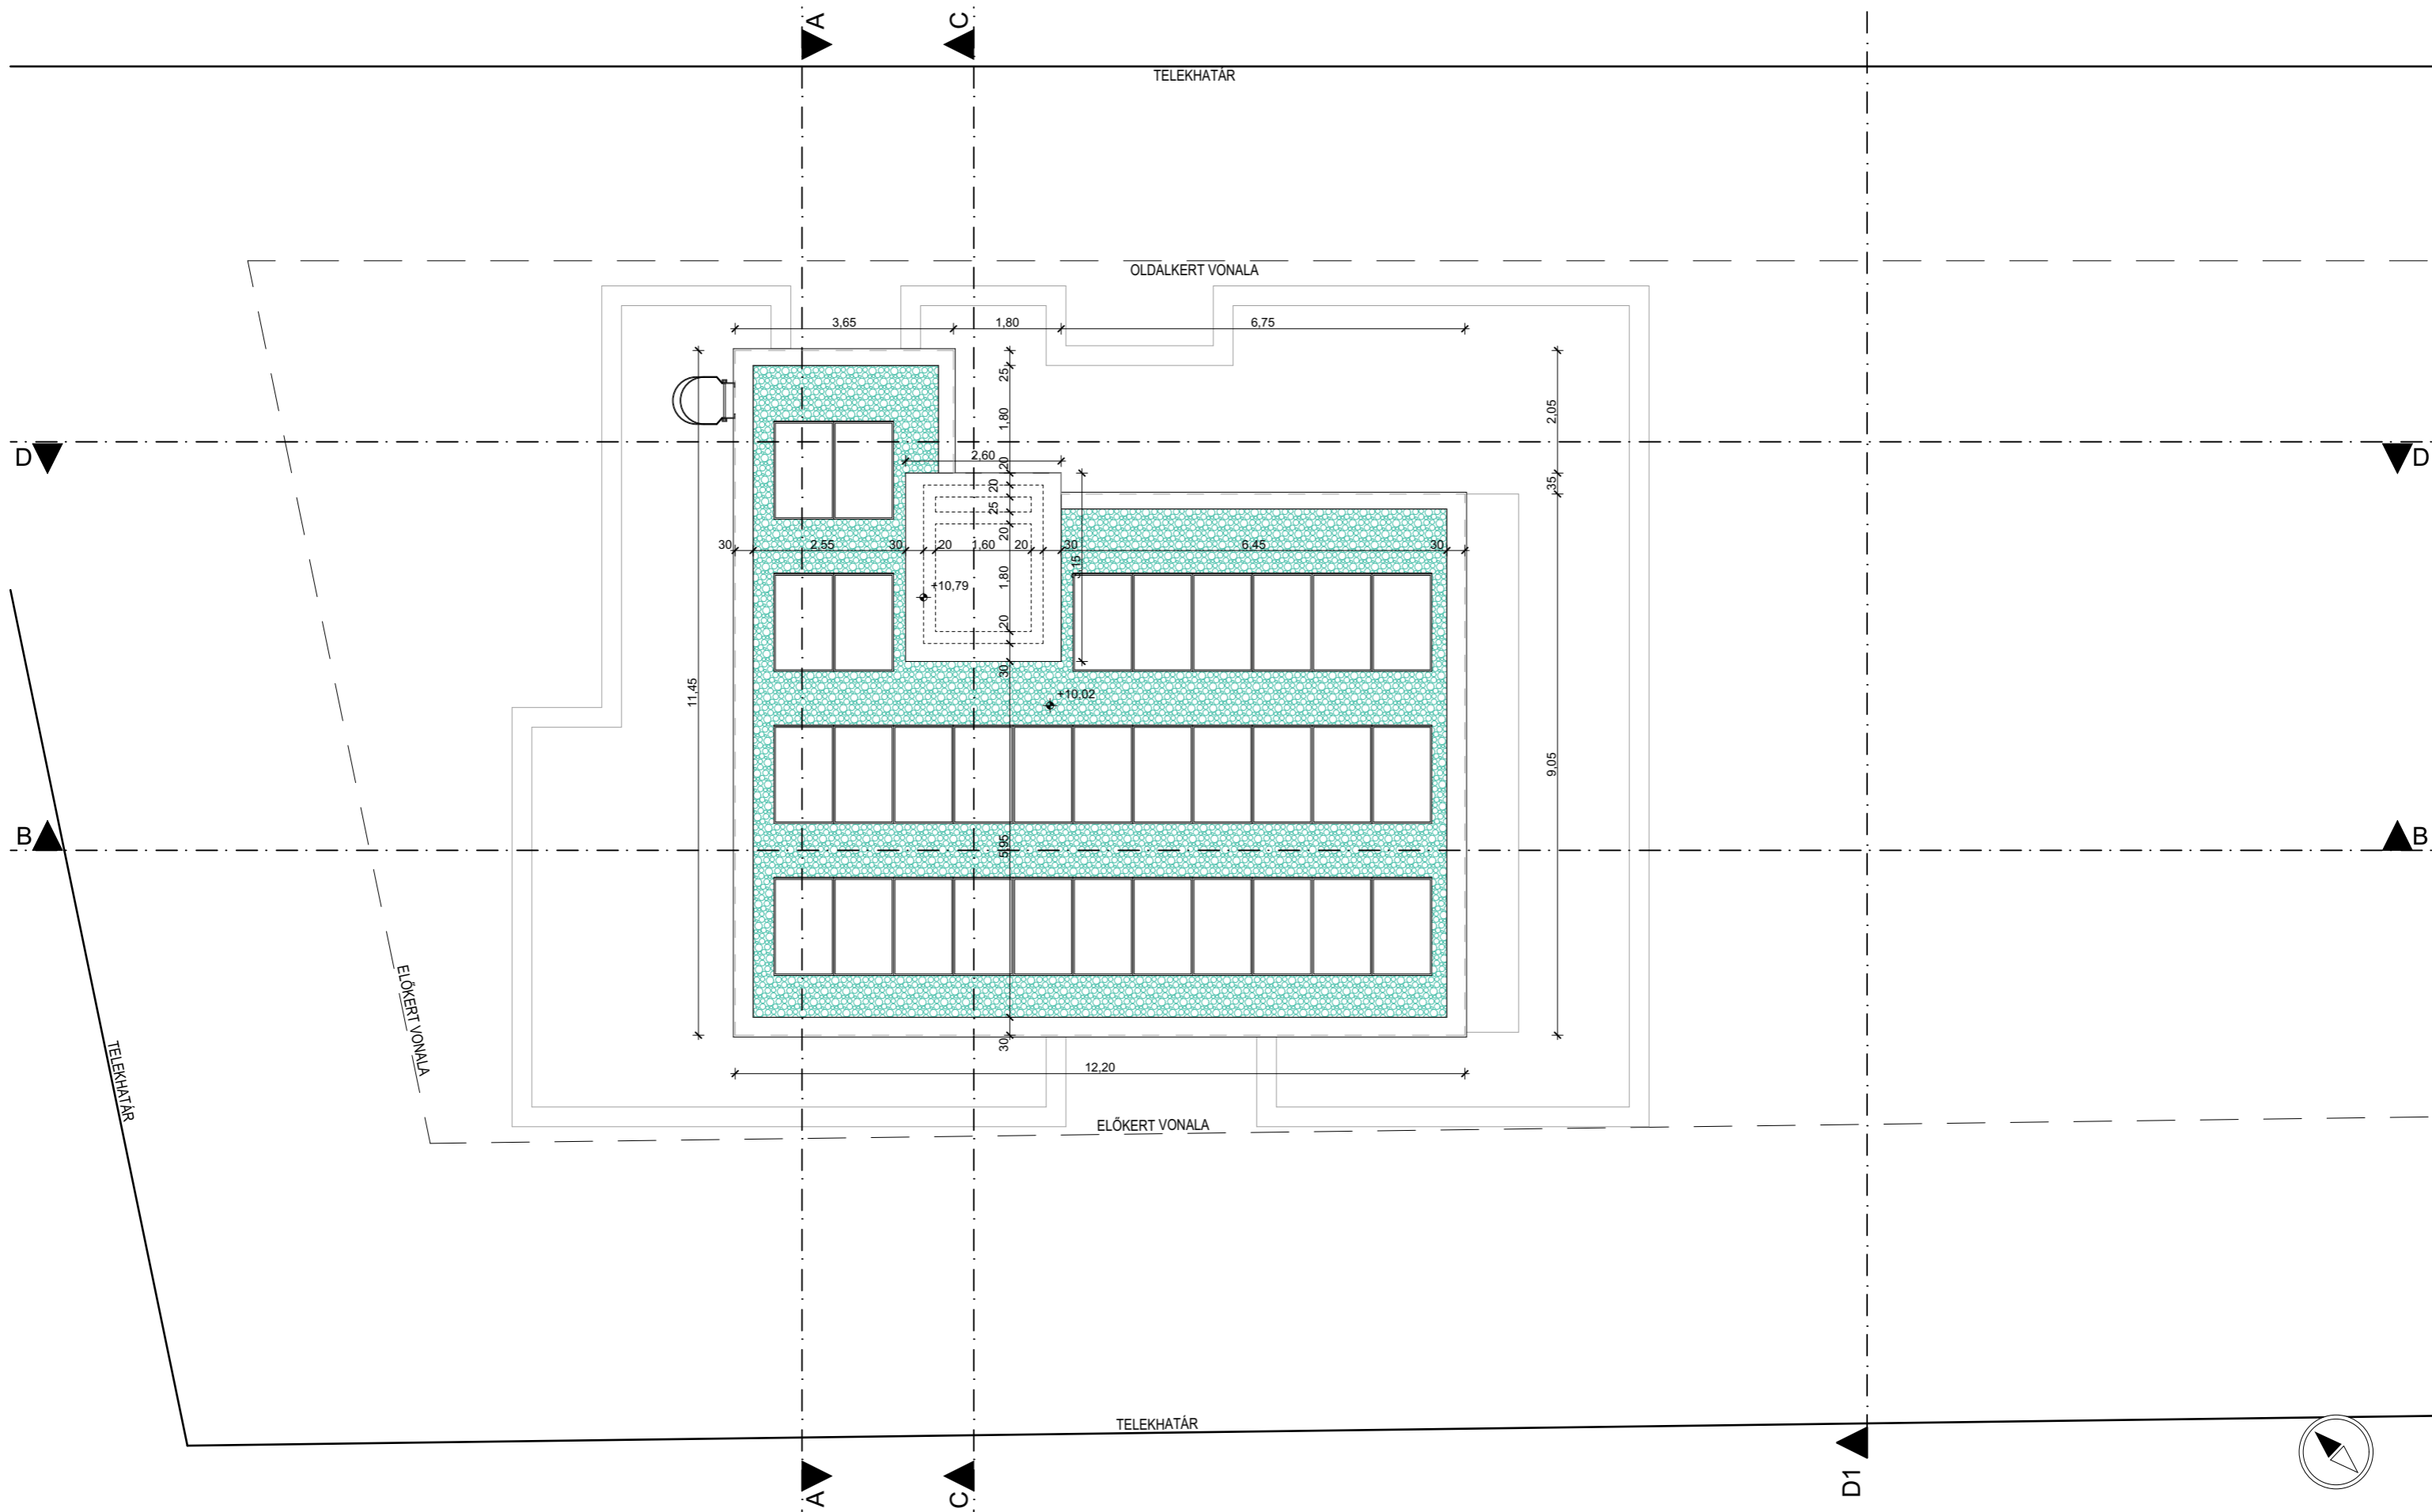 A
C
TELEKHATÁR
OLDALKERT VONALA
3,65
1,80
6,75
25
1,80
2,05
D
D
2,60
20
20
35
25
20
30
2,55
30
20
1,60
20
30
6,45
30
3,15
+10,79
1,80
20
30
11,45
+10,02
9,05
B
B
5,95
ELŐKERT VONALA
30
12,20
TELEKHATÁR
ELŐKERT VONALA
TELEKHATÁR
A
C
D1